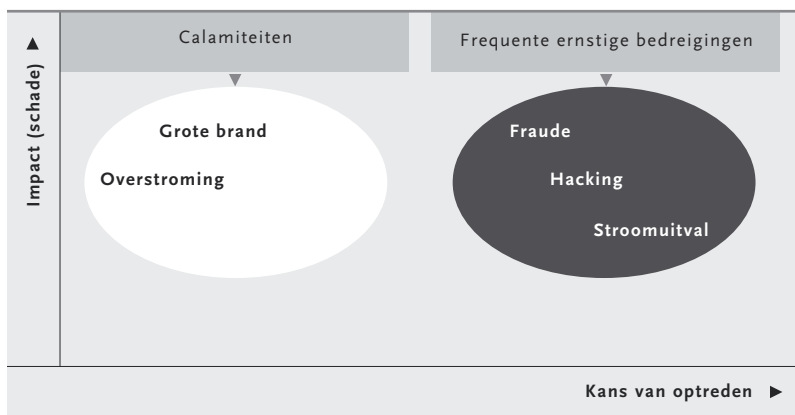 Calamiteiten
Frequente ernstige bedreigingen
Impact (schade) ▲
Grote brand
Overstroming
Fraude
Hacking
Stroomuitval
Kans van optreden ▶